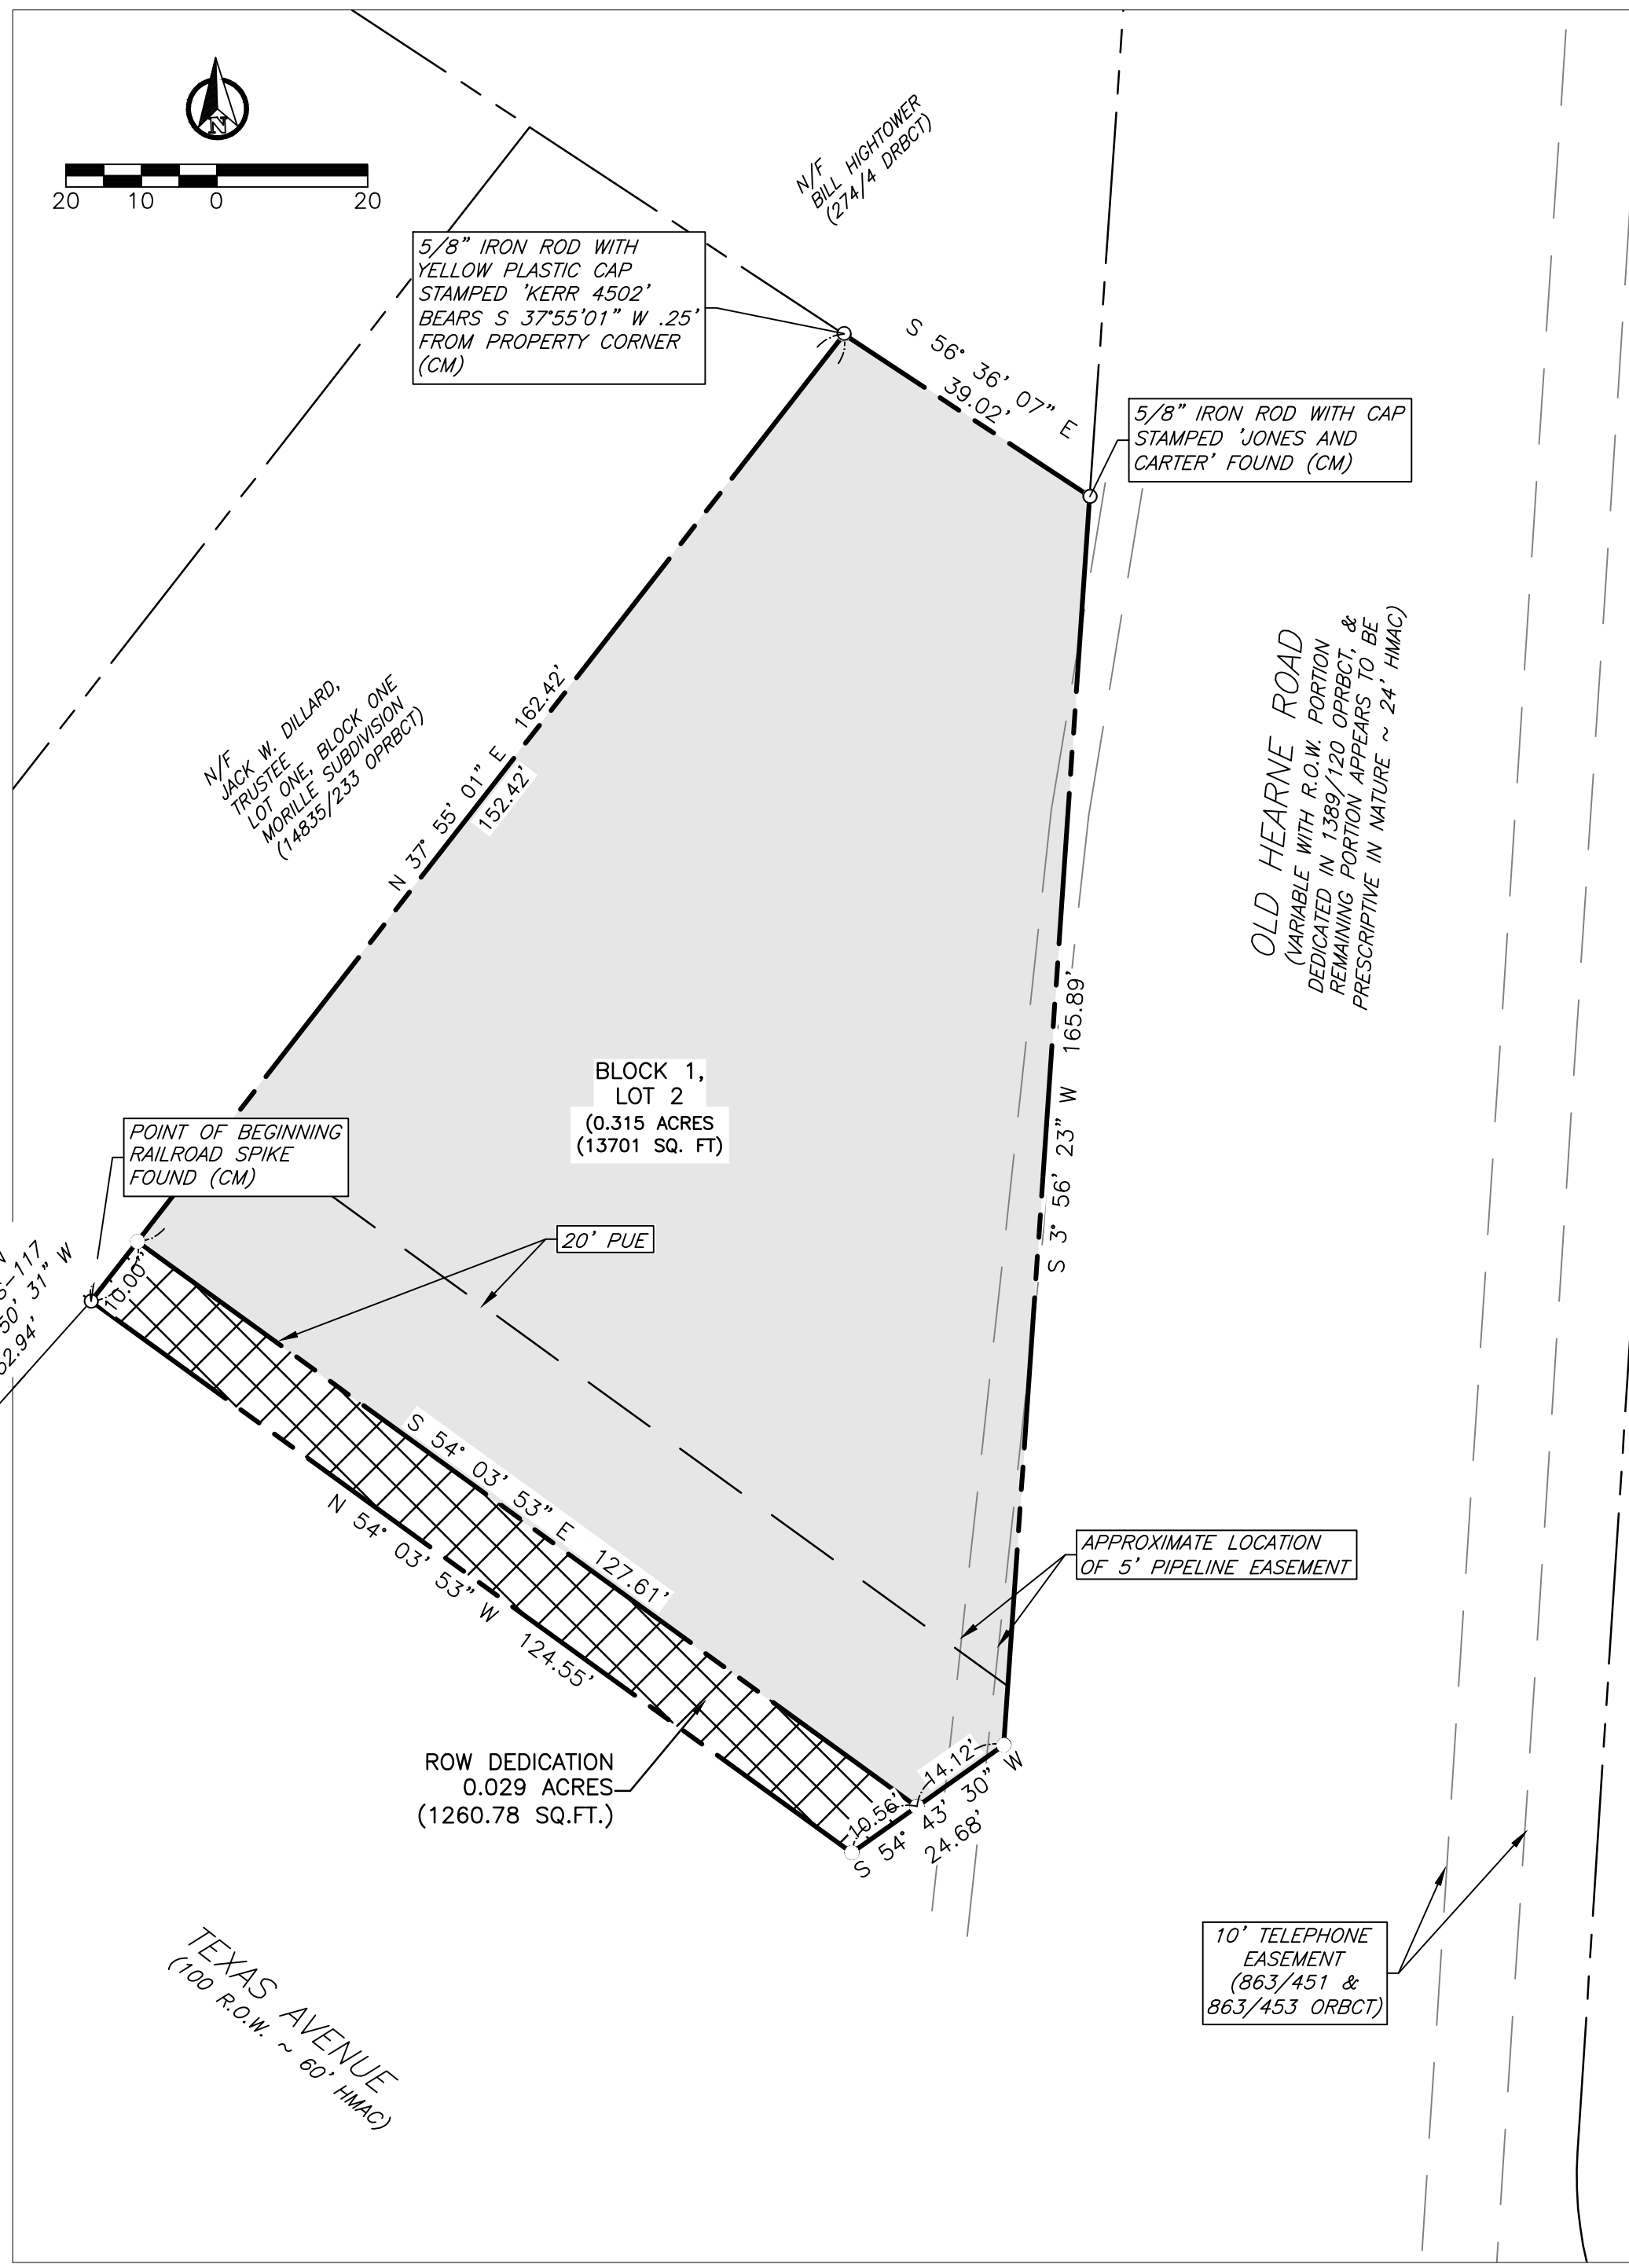 N
20 10 0 20
N/F
BILL HIGHTOWER
(274/4 DRBCT)
5/8" IRON ROD WITH
YELLOW PLASTIC CAP
STAMPED 'KERR 4502'
BEARS S 37°55'01" W .25'
FROM PROPERTY CORNER
(CM)
S 56° 36' 07" E
39.02'
5/8" IRON ROD WITH CAP
STAMPED 'JONES AND
CARTER' FOUND (CM)
N/F
JACK W. DILLARD,
TRUSTEE
LOT ONE, BLOCK ONE
MORILLE SUBDIVISION
(14835/233 OPRBCT)
N 37° 55' 01" E 162.42'
152.42'
OLD HEARNE ROAD
(VARIABLE WITH R.O.W. PORTION
DEDICATED IN 1389/120 OPRBCT, &
REMAINING PORTION APPEARS TO BE
PRESCRIPTIVE IN NATURE ~ 24' HMAC)
S 3° 56' 23" W 165.89'
BLOCK 1,
LOT 2
(0.315 ACRES
(13701 SQ. FT)
POINT OF BEGINNING
RAILROAD SPIKE
FOUND (CM)
-117
50' 31" W
2.94'
10.00'
20' PUE
S 54° 03' 53" E 127.61'
N 54° 03' 53" W 124.55'
APPROXIMATE LOCATION
OF 5' PIPELINE EASEMENT
ROW DEDICATION
0.029 ACRES
(1260.78 SQ.FT.)
14.12'
10.56'
S 54° 43' 30" W
24.68'
10' TELEPHONE
EASEMENT
(863/451 &
863/453 ORBCT)
TEXAS AVENUE
(100 R.O.W. ~ 60' HMAC)